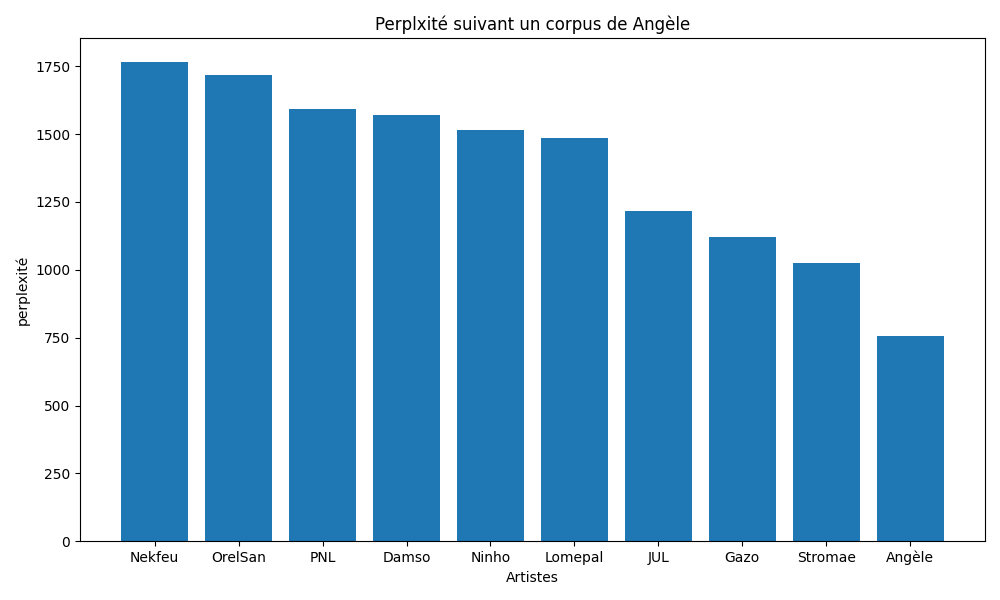 Perplxité suivant un corpus de Angèle
perplexité
1750
1500
1250
1000
750
500
250
0
Nekfeu OrelSan PNL Damso Ninho Lomepal JUL Gazo Stromae Angèle
Artistes